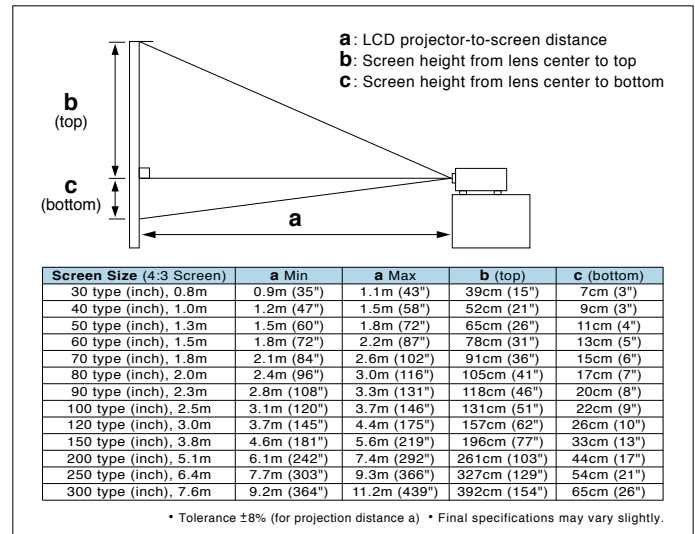 a: LCD projector-to-screen distance
b: Screen height from lens center to top
c: Screen height from lens center to bottom
b
(top)
c
(bottom)
a
Screen Size (4:3 Screen) a Min a Max b (top) c (bottom)
30 type (inch), 0.8m 0.9m (35") 1.1m (43") 39cm (15") 7cm (3")
40 type (inch), 1.0m 1.2m (47") 1.5m (58") 52cm (21") 9cm (3")
50 type (inch), 1.3m 1.5m (60") 1.8m (72") 65cm (26") 11cm (4")
60 type (inch), 1.5m 1.8m (72") 2.2m (87") 78cm (31") 13cm (5")
70 type (inch), 1.8m 2.1m (84") 2.6m (102") 91cm (36") 15cm (6")
80 type (inch), 2.0m 2.4m (96") 3.0m (116") 105cm (41") 17cm (7")
90 type (inch), 2.3m 2.8m (108") 3.3m (131") 118cm (46") 20cm (8")
100 type (inch), 2.5m 3.1m (120") 3.7m (146") 131cm (51") 22cm (9")
120 type (inch), 3.0m 3.7m (145") 4.4m (175") 157cm (62") 26cm (10")
150 type (inch), 3.8m 4.6m (181") 5.6m (219") 196cm (77") 33cm (13")
200 type (inch), 5.1m 6.1m (242") 7.4m (292") 261cm (103") 44cm (17")
250 type (inch), 6.4m 7.7m (303") 9.3m (366") 327cm (129") 54cm (21")
300 type (inch), 7.6m 9.2m (364") 11.2m (439") 392cm (154") 65cm (26")
• Tolerance ±8% (for projection distance a) • Final specifications may vary slightly.